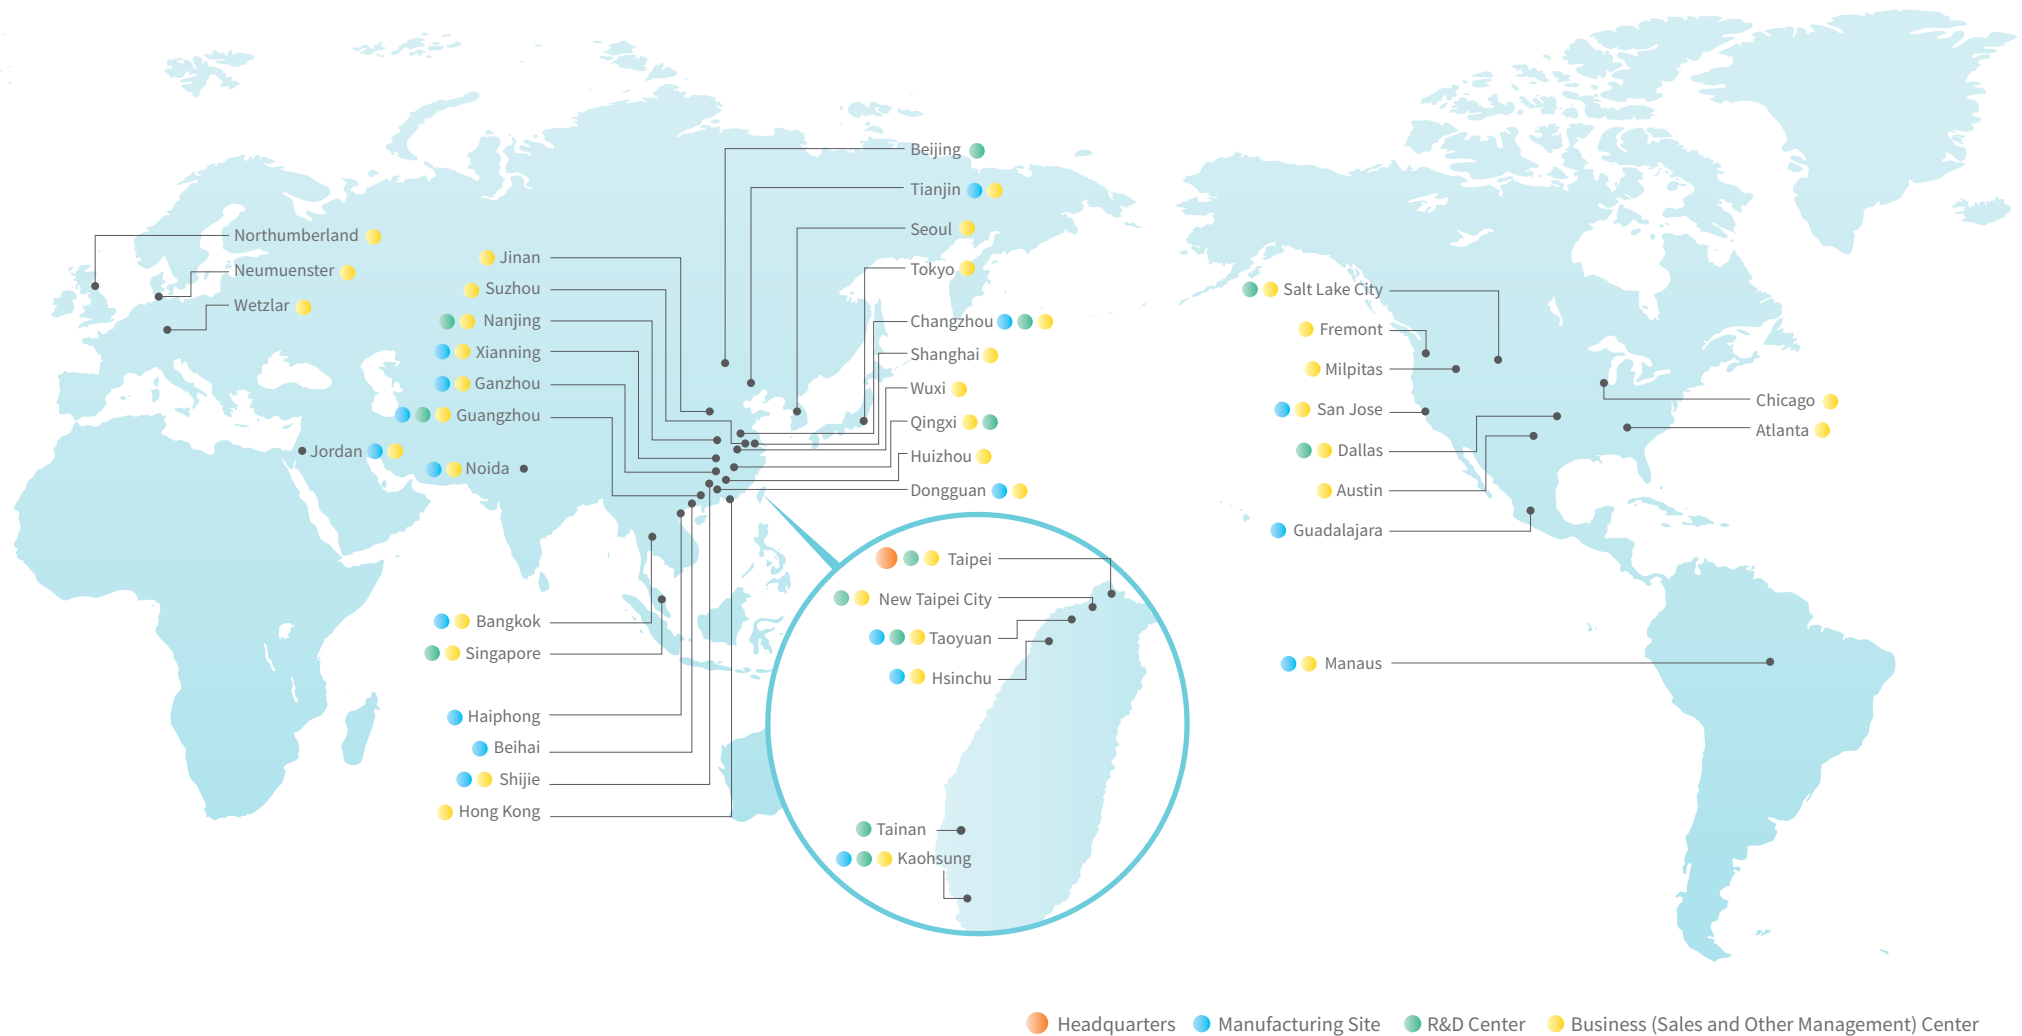 Northumberland
Neumuenster
Wetzlar
Jordan
Noida
Jinan
Suzhou
Nanjing
Xianning
Ganzhou
Guangzhou
Bangkok
Singapore
Haiphong
Beihai
Shijie
Hong Kong
Beijing
Tianjin
Seoul
Tokyo
Changzhou
Shanghai
Wuxi
Qingxi
Huizhou
Dongguan
Taipei
New Taipei City
Taoyuan
Hsinchu
Tainan
Kaohsung
Salt Lake City
Fremont
Milpitas
San Jose
Dallas
Austin
Guadalajara
Manaus
Chicago
Atlanta
Headquarters Manufacturing Site R&D Center Business (Sales and Other Management) Center